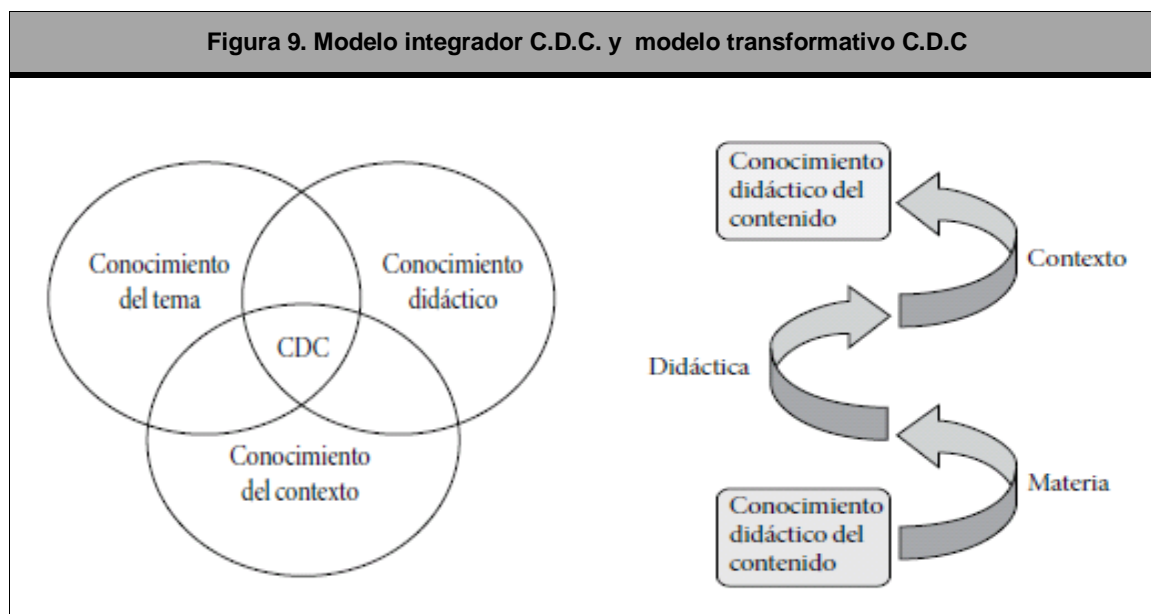 Figura 9. Modelo integrador C.D.C. y modelo transformativo C.D.C
Conocimiento
del tema
Conocimiento
didáctico
CDC
Conocimiento
del contexto
Conocimiento
didáctico del
contenido
Contexto
Didáctica
Materia
Conocimiento
didáctico del
contenido